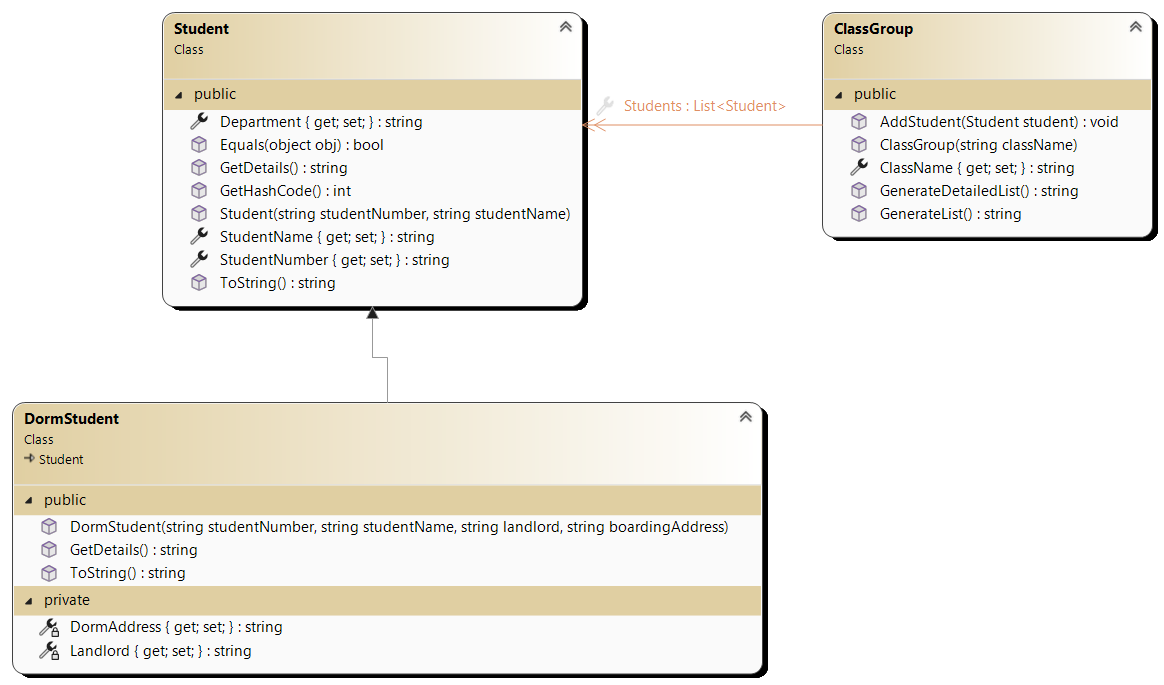 Student
Class
public
Department { get; set; } : string
Equals(object obj) : bool
GetDetails() : string
GetHashCode() : int
Student(string studentNumber, string studentName)
StudentName { get; set; } : string
StudentNumber { get; set; } : string
ToString() : string
Students : List<Student>
ClassGroup
Class
public
AddStudent(Student student) : void
ClassGroup(string className)
ClassName { get; set; } : string
GenerateDetailedList() : string
GenerateList() : string
DormStudent
Class
Student
public
DormStudent(string studentNumber, string studentName, string landlord, string boardingAddress)
GetDetails() : string
ToString() : string
private
DormAddress { get; set; } : string
Landlord { get; set; } : string